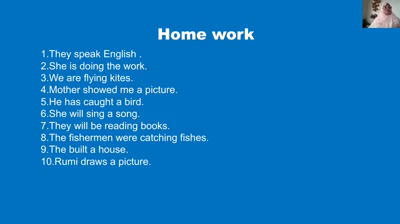 Home work
1.They speak English .
2.She is doing the work.
3.We are flying kites.
4.Mother showed me a picture.
5.He has caught a bird.
6.She will sing a song.
7.They will be reading books.
8.The fishermen were catching fishes.
9.The built a house.
10.Rumi draws a picture.